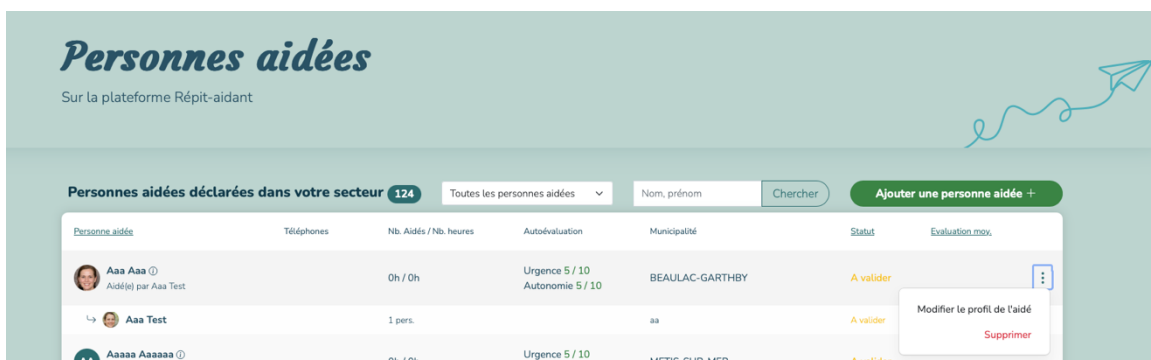 Personnes aidées
Sur la plateforme Répit-aidant
Personnes aidées déclarées dans votre secteur 124 Toutes les personnes aidées Nom, prénom Chercher Ajouter une personne aidée +
Personne aidée Téléphones Nb. Aidés / Nb. heures Autoévaluation Municipalité Statut Evaluation moy.
Aaa Aaa Urgence 5 / 10
Aidé(e) par Aaa Test 0h / 0h Autonomie 5 / 10 BEAULAC-GARTHBY A valider
Modifier le profil de l'aidé
Aaa Test 1 pers. aa A valider
Supprimer
Aaaaa Aaaaaa Urgence 5 / 10